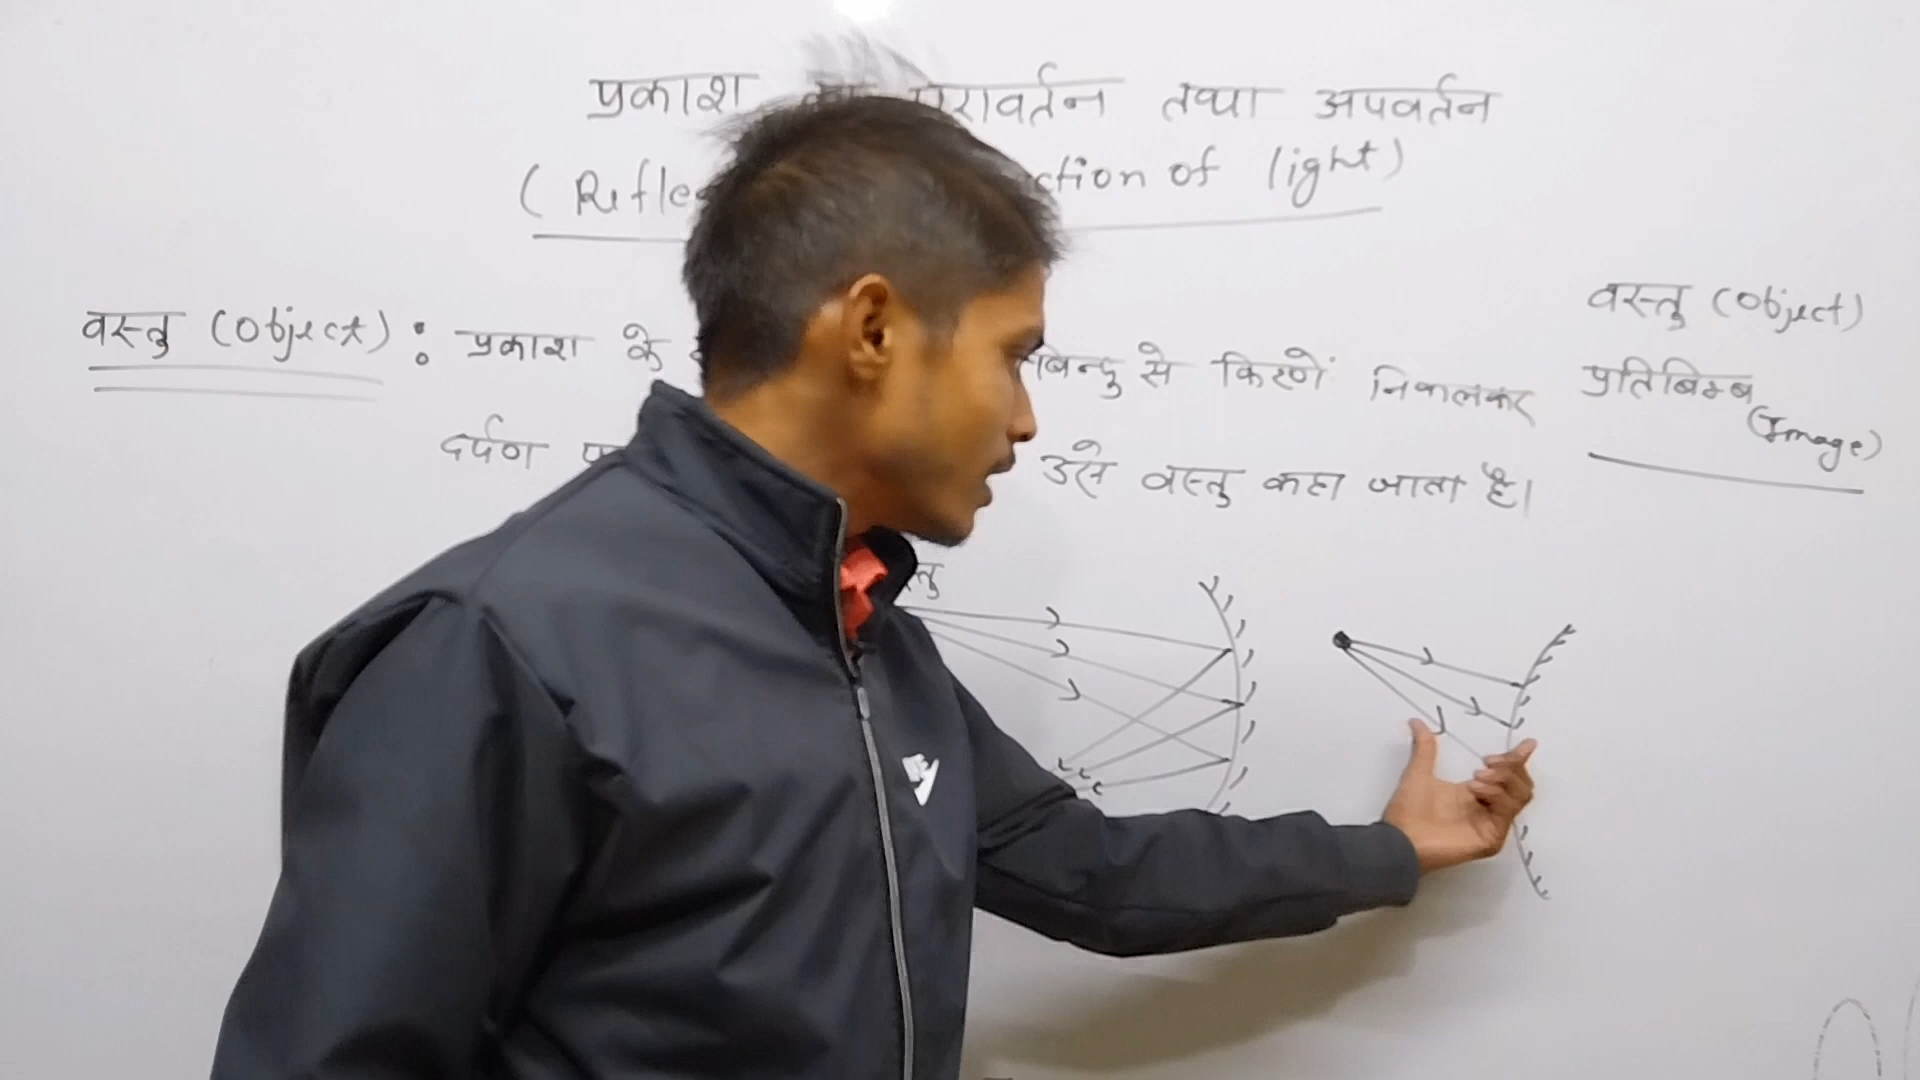 प्रकाश परावर्तन तथा अपवर्तन
( Refle ction of light)
वस्तु (object) : प्रकाश के बिन्दु से किरणें निकालकर
दर्पण उसे वस्तु कहा जाता है।
वस्तु (object)
प्रतिबिम्ब
(Image)